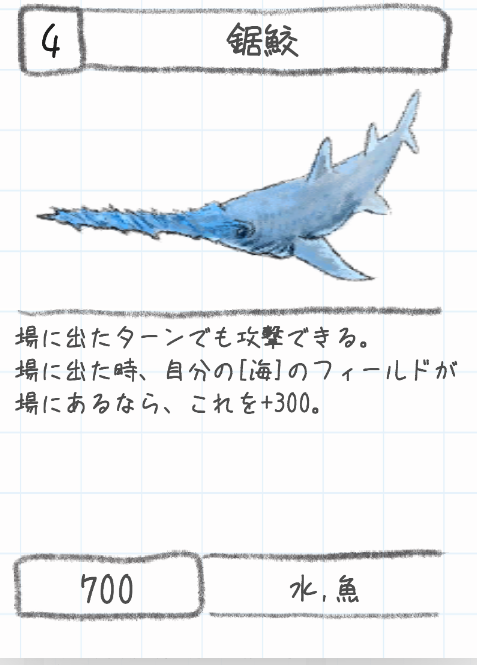 4
鋸鮫
場に出たターンでも攻撃できる。
場に出た時、自分の[海]のフィールドが
場にあるなら、これを+300。
700
水,魚